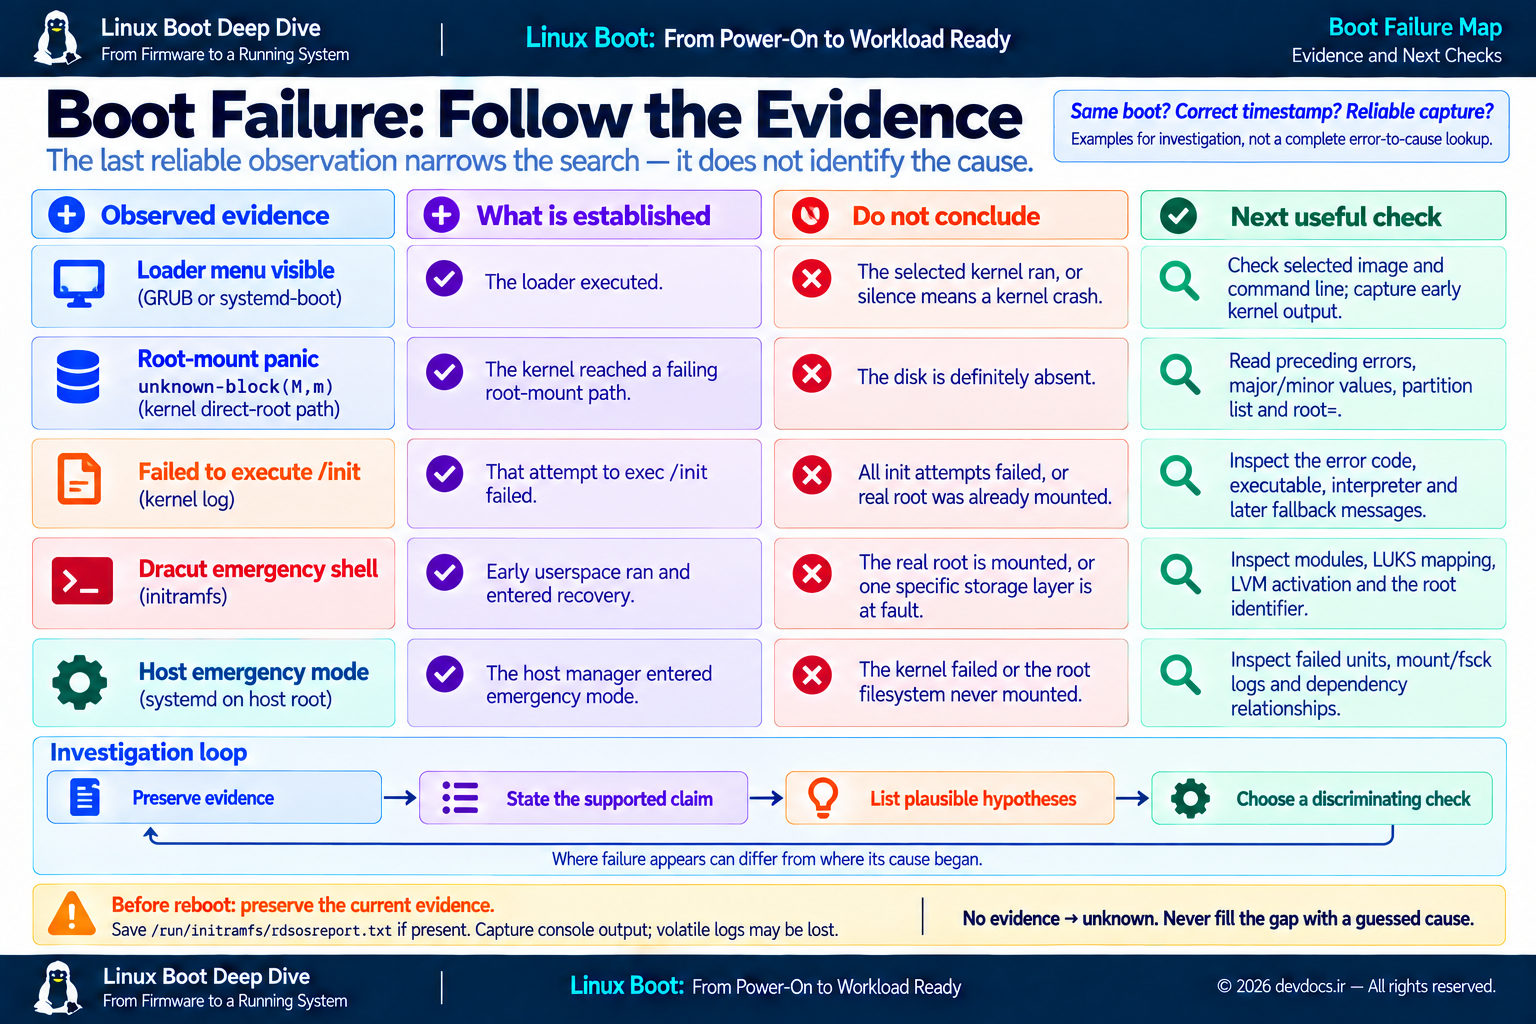 Linux Boot Deep Dive
From Firmware to a Running System
Linux Boot: From Power-On to Workload Ready
Boot Failure Map
Evidence and Next Checks
Boot Failure: Follow the Evidence
The last reliable observation narrows the search — it does not identify the cause.
Same boot? Correct timestamp? Reliable capture?
Examples for investigation, not a complete error-to-cause lookup.
Observed evidence
What is established
Do not conclude
Next useful check
Loader menu visible
(GRUB or systemd-boot)
The loader executed.
The selected kernel ran, or
silence means a kernel crash.
Check selected image and
command line; capture early
kernel output.
Root-mount panic
unknown-block(M,m)
(kernel direct-root path)
The kernel reached a failing
root-mount path.
The disk is definitely absent.
Read preceding errors,
major/minor values, partition
list and root=.
Failed to execute /init
(kernel log)
That attempt to exec /init
failed.
All init attempts failed, or
real root was already mounted.
Inspect the error code,
executable, interpreter and
later fallback messages.
Dracut emergency shell
(initramfs)
Early userspace ran and
entered recovery.
The real root is mounted, or
one specific storage layer is
at fault.
Inspect modules, LUKS mapping,
LVM activation and the root
identifier.
Host emergency mode
(systemd on host root)
The host manager entered
emergency mode.
The kernel failed or the root
filesystem never mounted.
Inspect failed units, mount/fsck
logs and dependency
relationships.
Investigation loop
Preserve evidence
State the supported claim
List plausible hypotheses
Choose a discriminating check
Where failure appears can differ from where its cause began.
Before reboot: preserve the current evidence.
Save /run/initramfs/rdsosreport.txt if present. Capture console output; volatile logs may be lost.
No evidence → unknown. Never fill the gap with a guessed cause.
Linux Boot Deep Dive
From Firmware to a Running System
Linux Boot: From Power-On to Workload Ready
© 2026 devdocs.ir — All rights reserved.